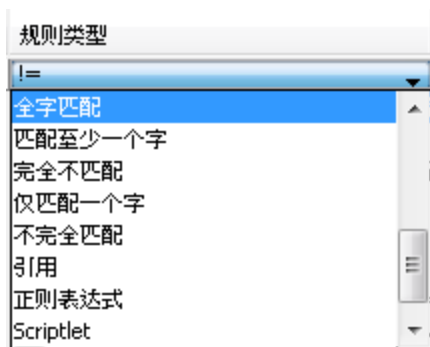 规则类型
!=
全字匹配
匹配至少一个字
完全不匹配
仅匹配一个字
不完全匹配
引用
正则表达式
Scriptlet